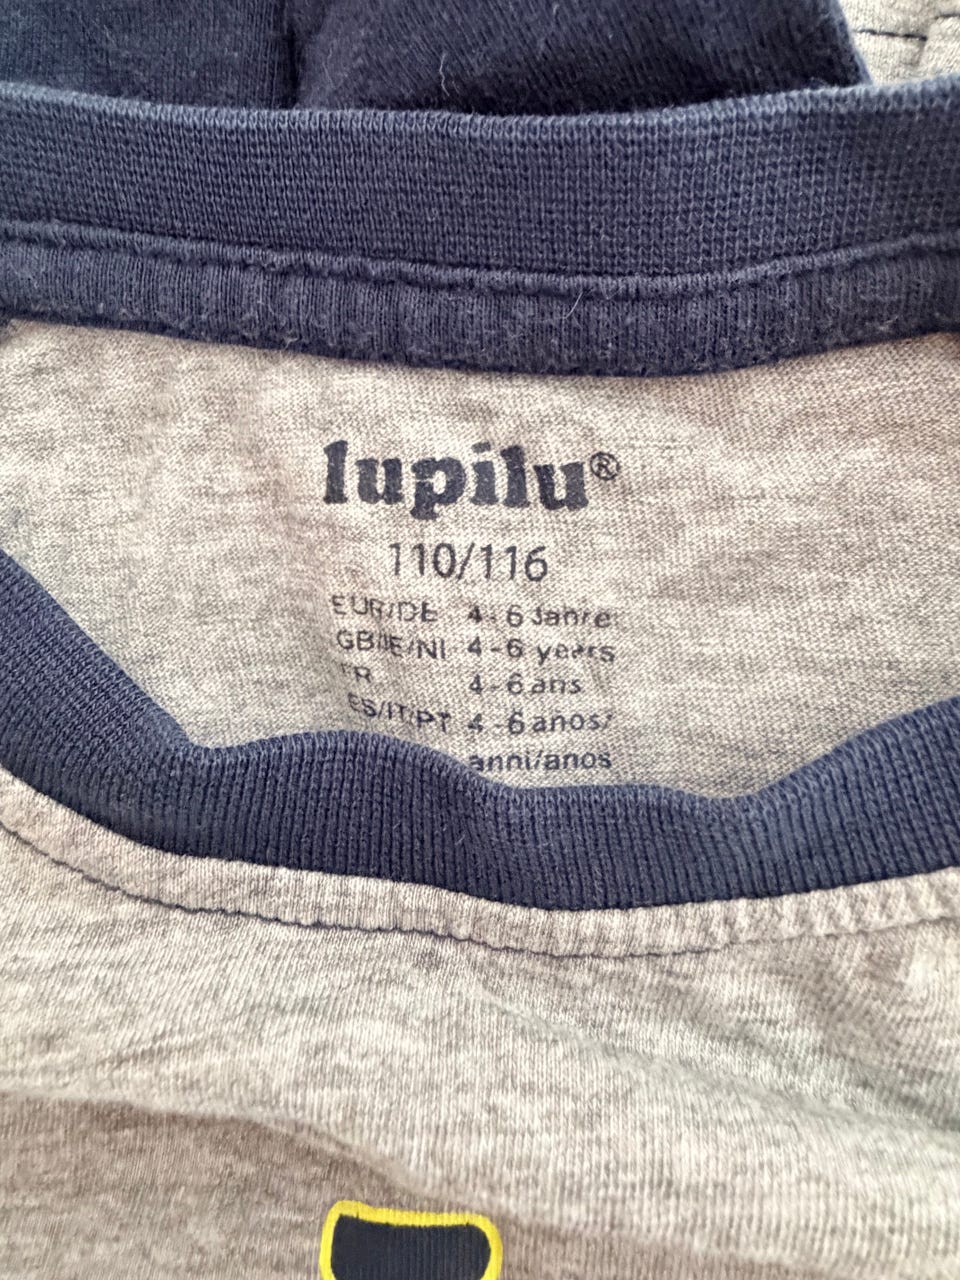 lupilu®
110/116
EUR/DE 4-6 Jahre
GB/IE/NI 4-6 years
FR 4-6 ans
ES/IT/PT 4-6 años/
anni/anos